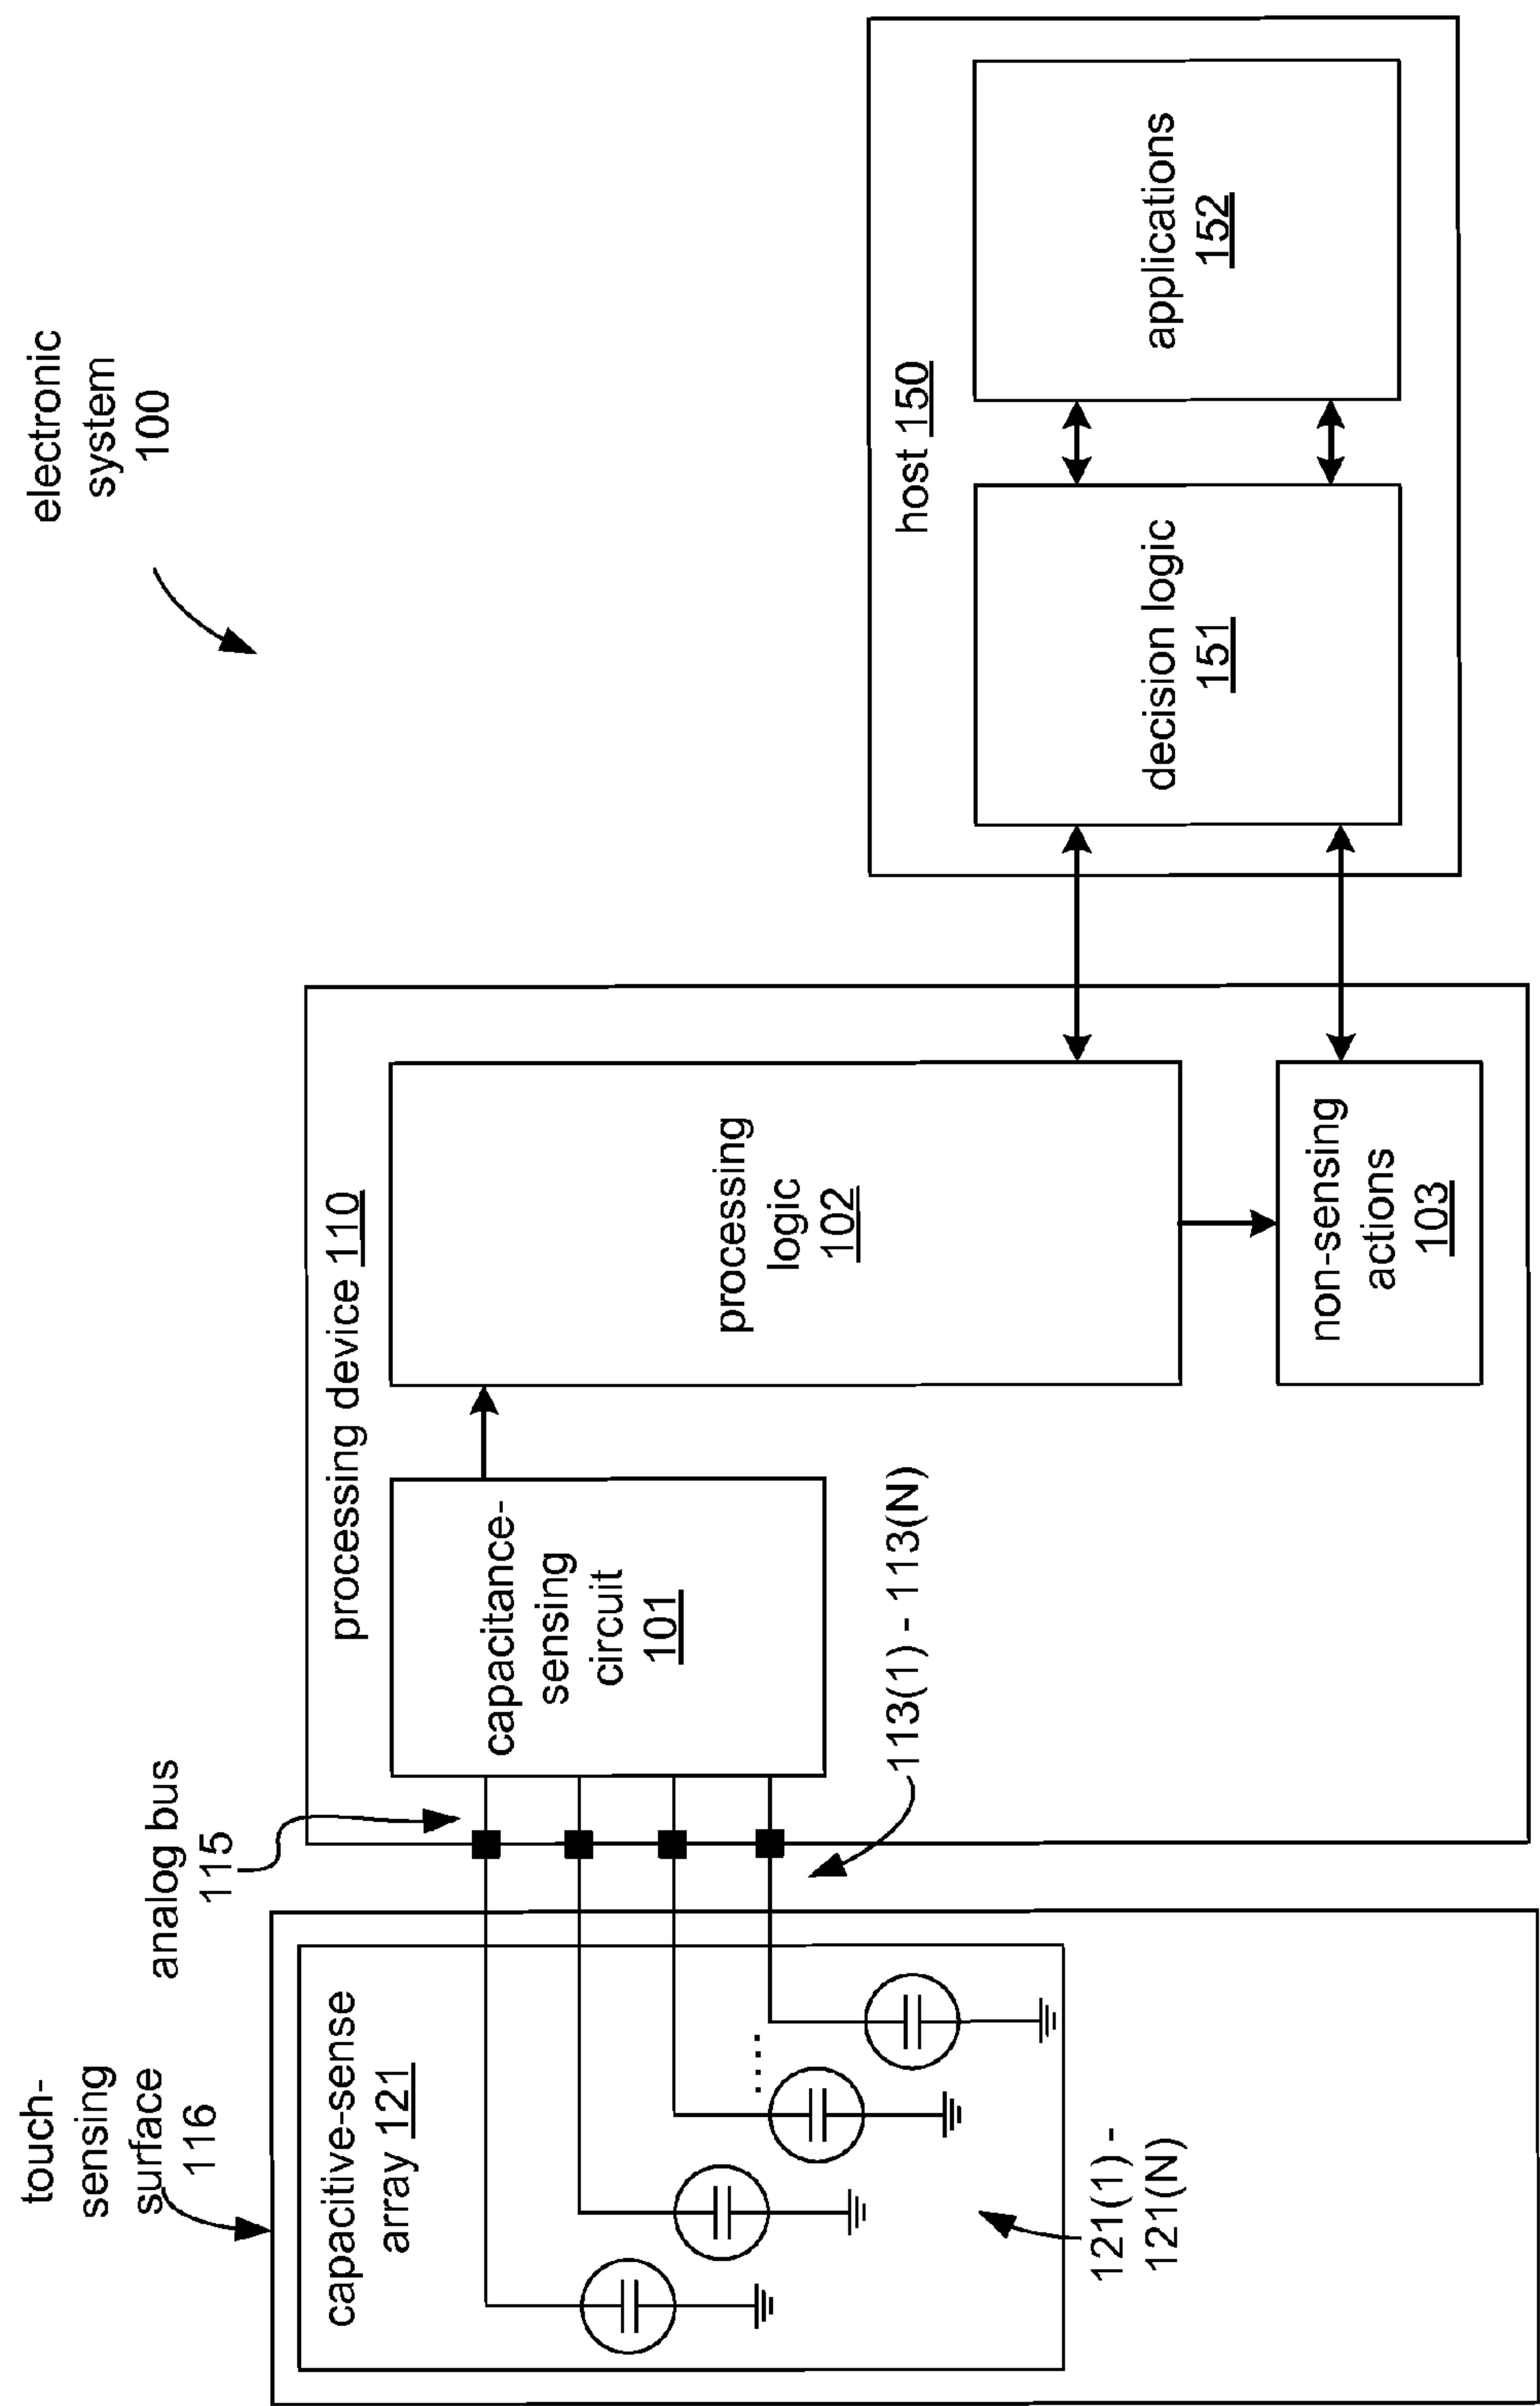 electronic
system
100
touch-
sensing
surface
116
analog bus
115
capacitive-sense
array 121
121(1) -
121(N)
113(1) - 113(N)
processing device 110
capacitance-
sensing
circuit
101
processing
logic
102
non-sensing
actions
103
host 150
decision logic
151
applications
152